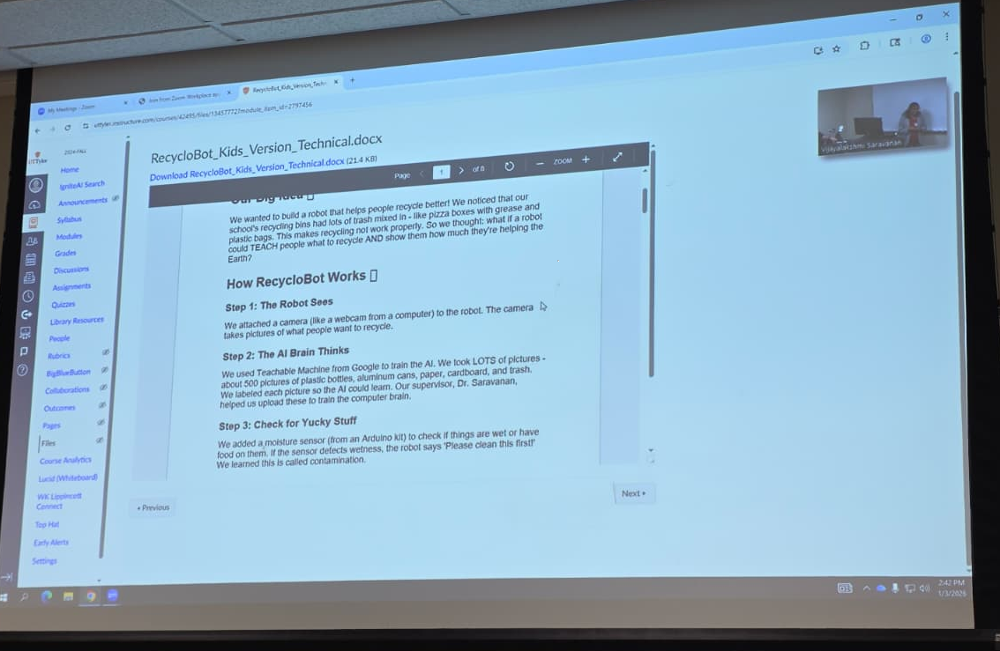 My Meetings - Zoom
Join from Zoom Workplace
RecycloBot_Kids_Version_Tech
uttyler.instructure.com/courses/42495/files/13457772?module_item_id=2797456
UT Tyler
2024 FALL
Home
IgniteAI Search
Announcements
Syllabus
Modules
Grades
Discussions
Assignments
Quizzes
Library Resources
People
Rubrics
BigBlueButton
Collaborations
Outcomes
Pages
Files
Course Analytics
Lucid (Whiteboard)
WK Lippincott
Connect
Top Hat
Early Alerts
Settings
RecycloBot_Kids_Version_Technical.docx
Download RecycloBot_Kids_Version_Technical.docx (21.4 KB)
Page 1 of 8 ZOOM
Our Big Idea
We wanted to build a robot that helps people recycle better! We noticed that our
school's recycling bins had lots of trash mixed in - like pizza boxes with grease and
plastic bags. This makes recycling not work properly. So we thought: what if a robot
could TEACH people what to recycle AND show them how much they're helping the
Earth?
How RecycloBot Works
Step 1: The Robot Sees
We attached a camera (like a webcam from a computer) to the robot. The camera
takes pictures of what people want to recycle.
Step 2: The AI Brain Thinks
We used Teachable Machine from Google to train the AI. We took LOTS of pictures -
about 500 pictures of plastic bottles, aluminum cans, paper, cardboard, and trash.
We labeled each picture so the AI could learn. Our supervisor, Dr. Saravanan,
helped us upload these to train the computer brain.
Step 3: Check for Yucky Stuff
We added a moisture sensor (from an Arduino kit) to check if things are wet or have
food on them. If the sensor detects wetness, the robot says 'Please clean this first!'
We learned this is called contamination.
◂ Previous
Next ▸
Vijayalakshmi Saravanan
2:42 PM
1/3/2026